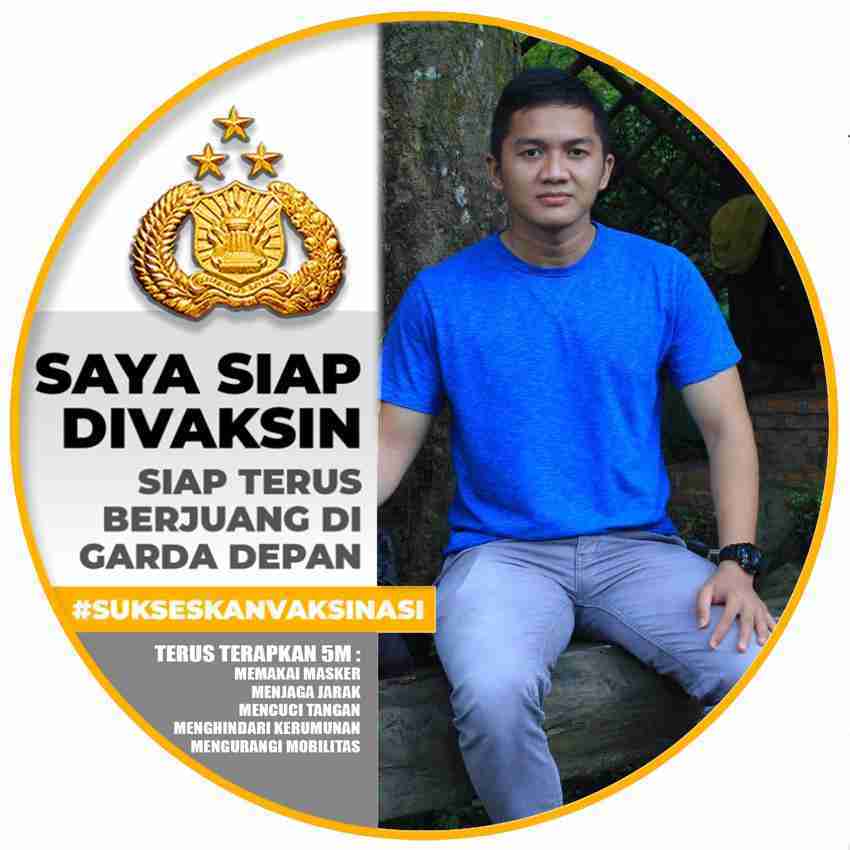 SAYA SIAP
DIVAKSIN
SIAP TERUS
BERJUANG DI
GARDA DEPAN
#SUKSESKANVAKSINASI
TERUS TERAPKAN 5M :
MEMAKAI MASKER
MENJAGA JARAK
MENCUCI TANGAN
MENGHINDARI KERUMUNAN
MENGURANGI MOBILITAS